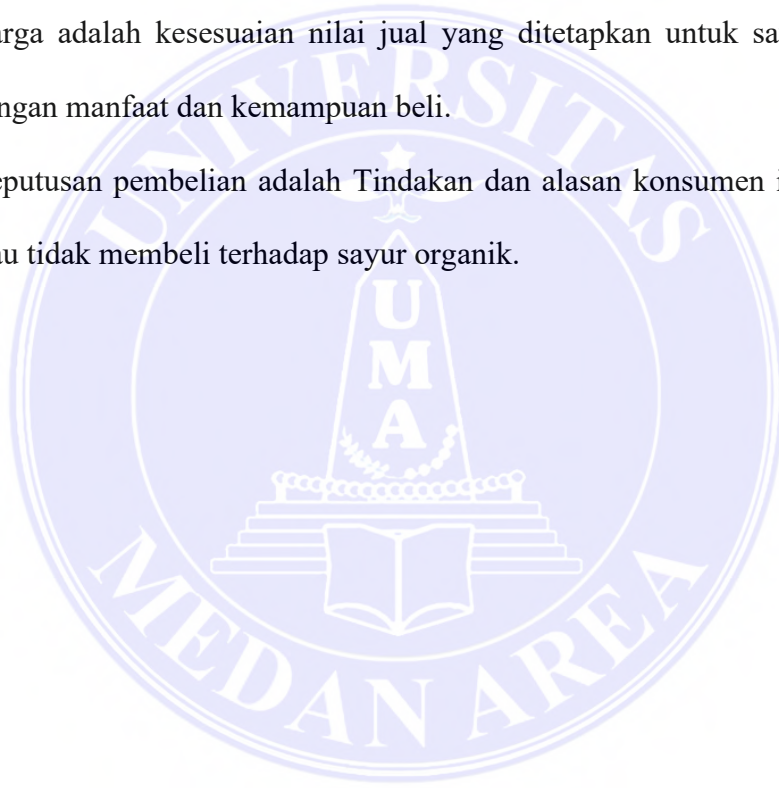 arga adalah kesesuaian nilai jual yang ditetapkan untuk sa
ngan manfaat dan kemampuan beli.
eputusan pembelian adalah Tindakan dan alasan konsumen i
au tidak membeli terhadap sayur organik.
UNIVERSITAS
U
M
A
MEDAN AREA